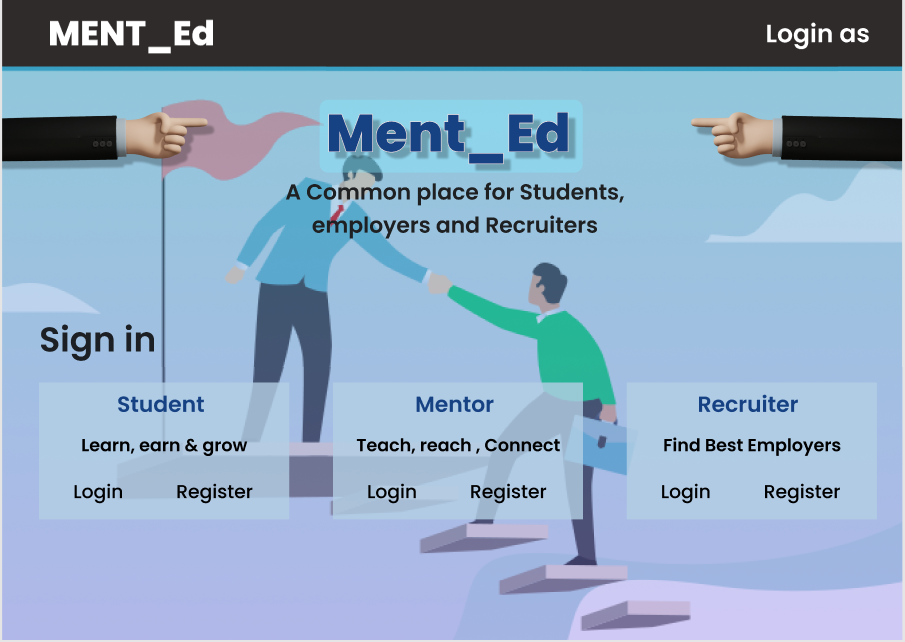 MENT_Ed
Login as
Ment_Ed
A Common place for Students,
employers and Recruiters
Sign in
Student
Mentor
Recruiter
Learn, earn & grow
Teach, reach , Connect
Find Best Employers
Login Register
Login Register
Login Register